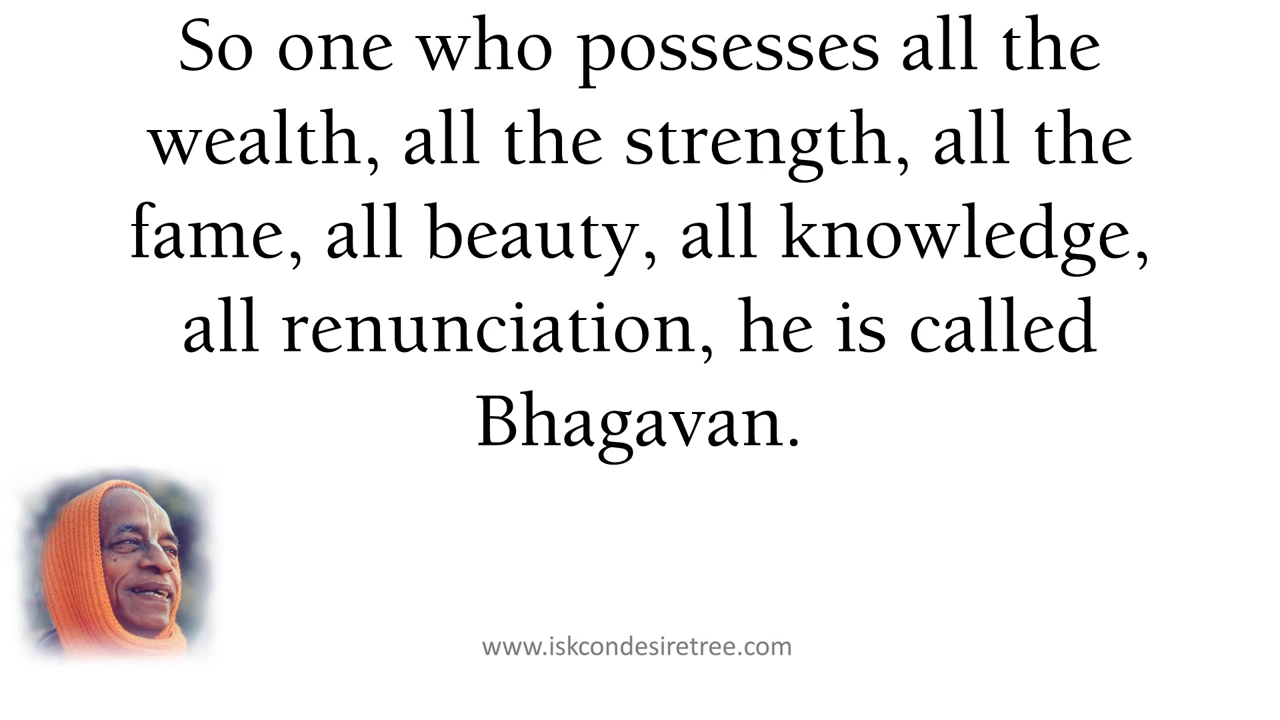 So one who possesses all the
wealth, all the strength, all the
fame, all beauty, all knowledge,
all renunciation, he is called
Bhagavan.
www.iskcondesiretree.com